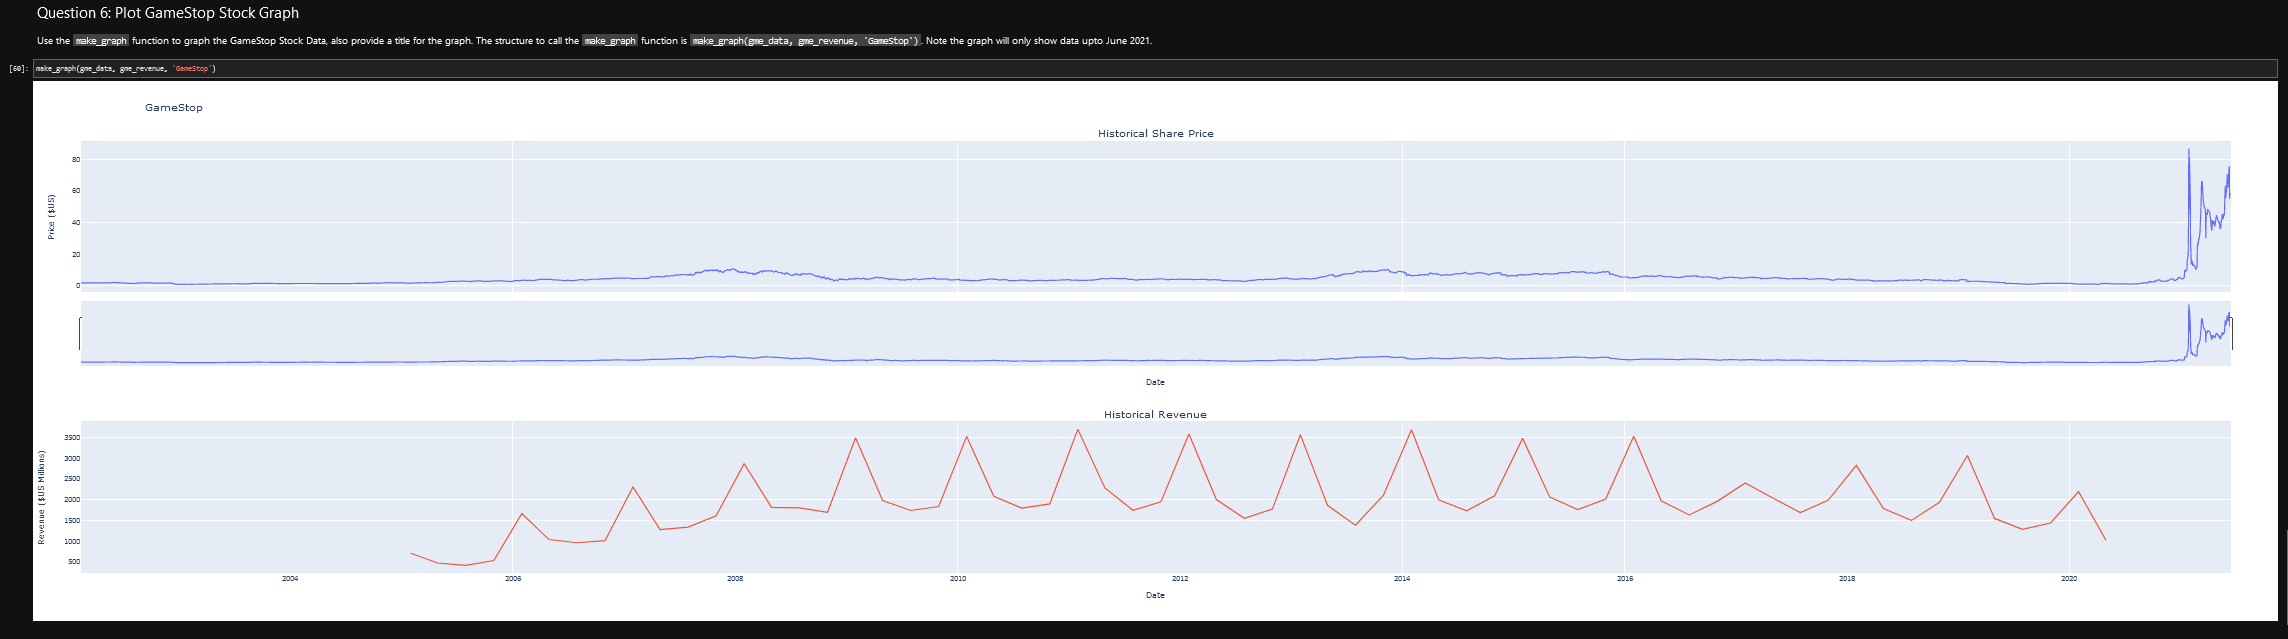 Question 6: Plot GameStop Stock Graph
Use the make_graph function to graph the GameStop Stock Data, also provide a title for the graph. The structure to call the make_graph function is make_graph(gme_data, gme_revenue, 'GameStop'). Note the graph will only show data upto June 2021.
[60]: make_graph(gme_data, gme_revenue, 'GameStop')
GameStop
Historical Share Price
Price ($US)
80
60
40
20
0
Date
Historical Revenue
Revenue ($US Millions)
3500
3000
2500
2000
1500
1000
500
2004 2006 2008 2010 2012 2014 2016 2018 2020
Date